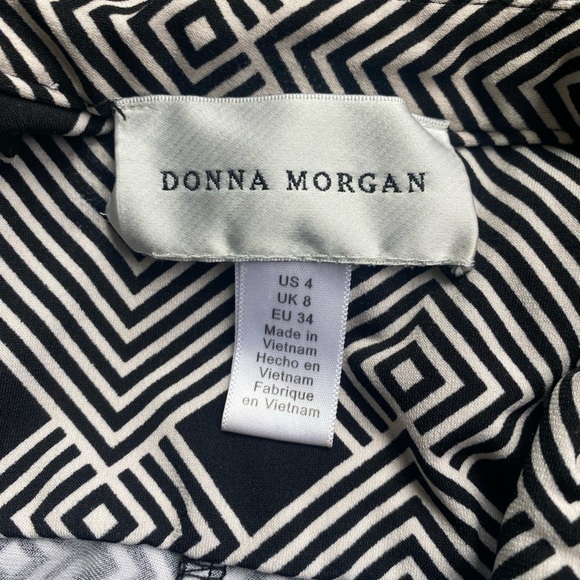 DONNA MORGAN
US 4
UK 8
EU 34
Made in
Vietnam
Hecho en
Vietnam
Fabrique
en Vietnam